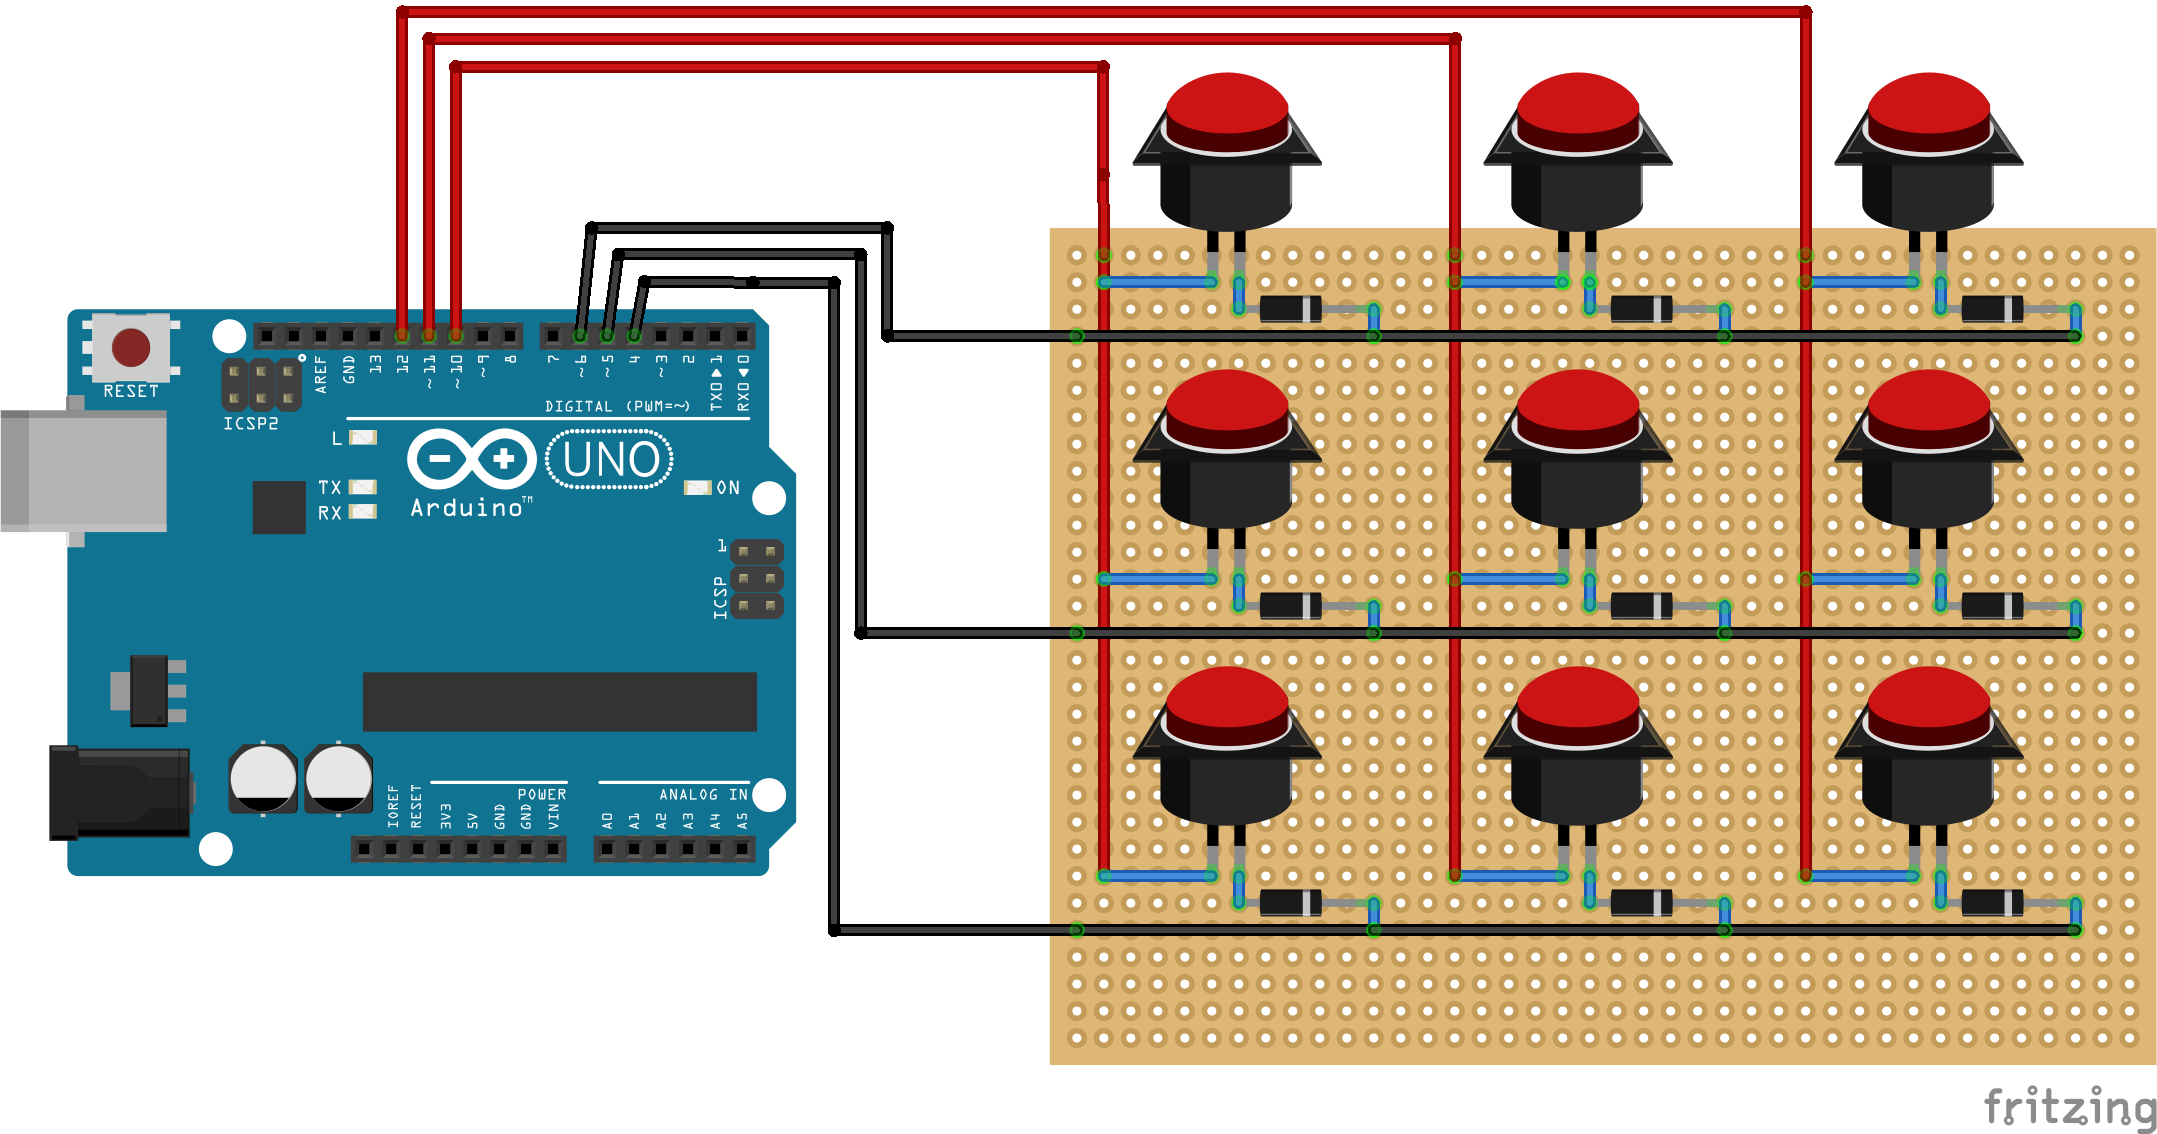 RESET
ICSP2
AREF
GND
13
12
~11
~10
~9
8
7
~6
~5
4
~3
2
TXO▶1
RXO◀0
DIGITAL (PWM=~)
L
TX
RX
Arduino™
UNO
ON
1
ICSP
POWER
ANALOG IN
IOREF
RESET
3V3
5V
GND
GND
VIN
A0
A1
A2
A3
A4
A5
fritzing